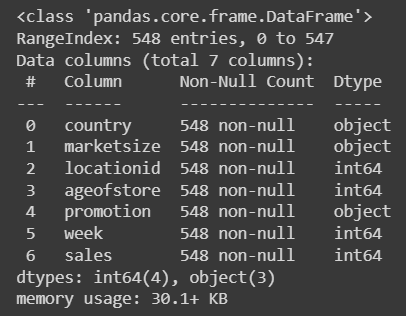 <class 'pandas.core.frame.DataFrame'>
RangeIndex: 548 entries, 0 to 547
Data columns (total 7 columns):
 #   Column       Non-Null Count  Dtype
---  ------       --------------  -----
 0   country      548 non-null    object
 1   marketsize   548 non-null    object
 2   locationid   548 non-null    int64
 3   ageofstore   548 non-null    int64
 4   promotion    548 non-null    object
 5   week         548 non-null    int64
 6   sales        548 non-null    int64
dtypes: int64(4), object(3)
memory usage: 30.1+ KB